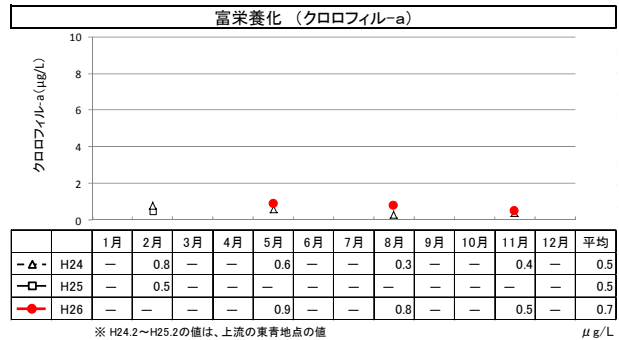 富栄養化 （クロロフィル-a）
クロロフィル-a(μg/L)
10
8
6
4
2
0
1月 2月 3月 4月 5月 6月 7月 8月 9月 10月 11月 12月 平均
H24 — 0.8 — — 0.6 — — 0.3 — — 0.4 — 0.5
H25 — 0.5 — — — — — — — — — — 0.5
H26 — — — — 0.9 — — 0.8 — — 0.5 — 0.7
※ H24.2～H25.2の値は、上流の東青地点の値 μg/L